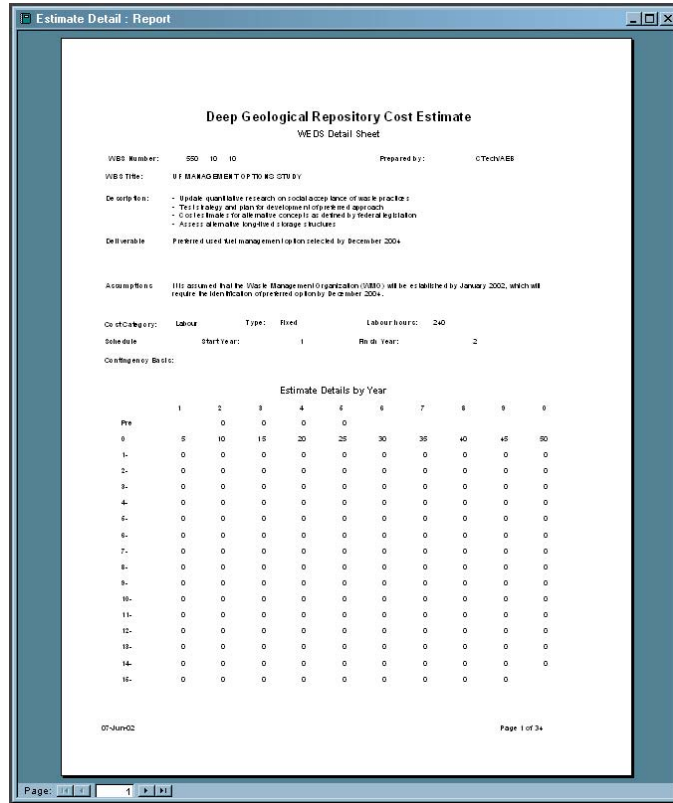 Estimate Detail : Report
Deep Geological Repository Cost Estimate
WEDS Detail Sheet
WBS Number: 550 10 10 Prepared by: CTech/AEB
WBS Title: UF MANAGEMENT OPTIONS STUDY
Description: - Update quantitative research on social acceptance of waste practices
- Test strategy and plan for development of preferred approach
- Cost estimates for alternative concepts as defined by federal legislation
- Assess alternative long-lived storage structures
Deliverable Preferred used fuel management option selected by December 2004
Assumptions It is assumed that the Waste Management Organization (WMO) will be established by January 2002, which will
require the identification of preferred option by December 2004.
Cost Category: Labour Type: Fixed Labour hours: 240
Schedule Start Year: 1 Finish Year: 2
Contingency Basis:
Estimate Details by Year
1 2 3 4 5 6 7 8 9 0
Pre 0 0 0 0
0 5 10 15 20 25 30 35 40 45 50
1- 0 0 0 0 0 0 0 0 0 0
2- 0 0 0 0 0 0 0 0 0 0
3- 0 0 0 0 0 0 0 0 0 0
4- 0 0 0 0 0 0 0 0 0 0
5- 0 0 0 0 0 0 0 0 0 0
6- 0 0 0 0 0 0 0 0 0 0
7- 0 0 0 0 0 0 0 0 0 0
8- 0 0 0 0 0 0 0 0 0 0
9- 0 0 0 0 0 0 0 0 0 0
10- 0 0 0 0 0 0 0 0 0 0
11- 0 0 0 0 0 0 0 0 0 0
12- 0 0 0 0 0 0 0 0 0 0
13- 0 0 0 0 0 0 0 0 0 0
14- 0 0 0 0 0 0 0 0 0 0
15- 0 0 0 0 0 0 0 0 0
07-Jun-02 Page 1 of 34
Page: 1